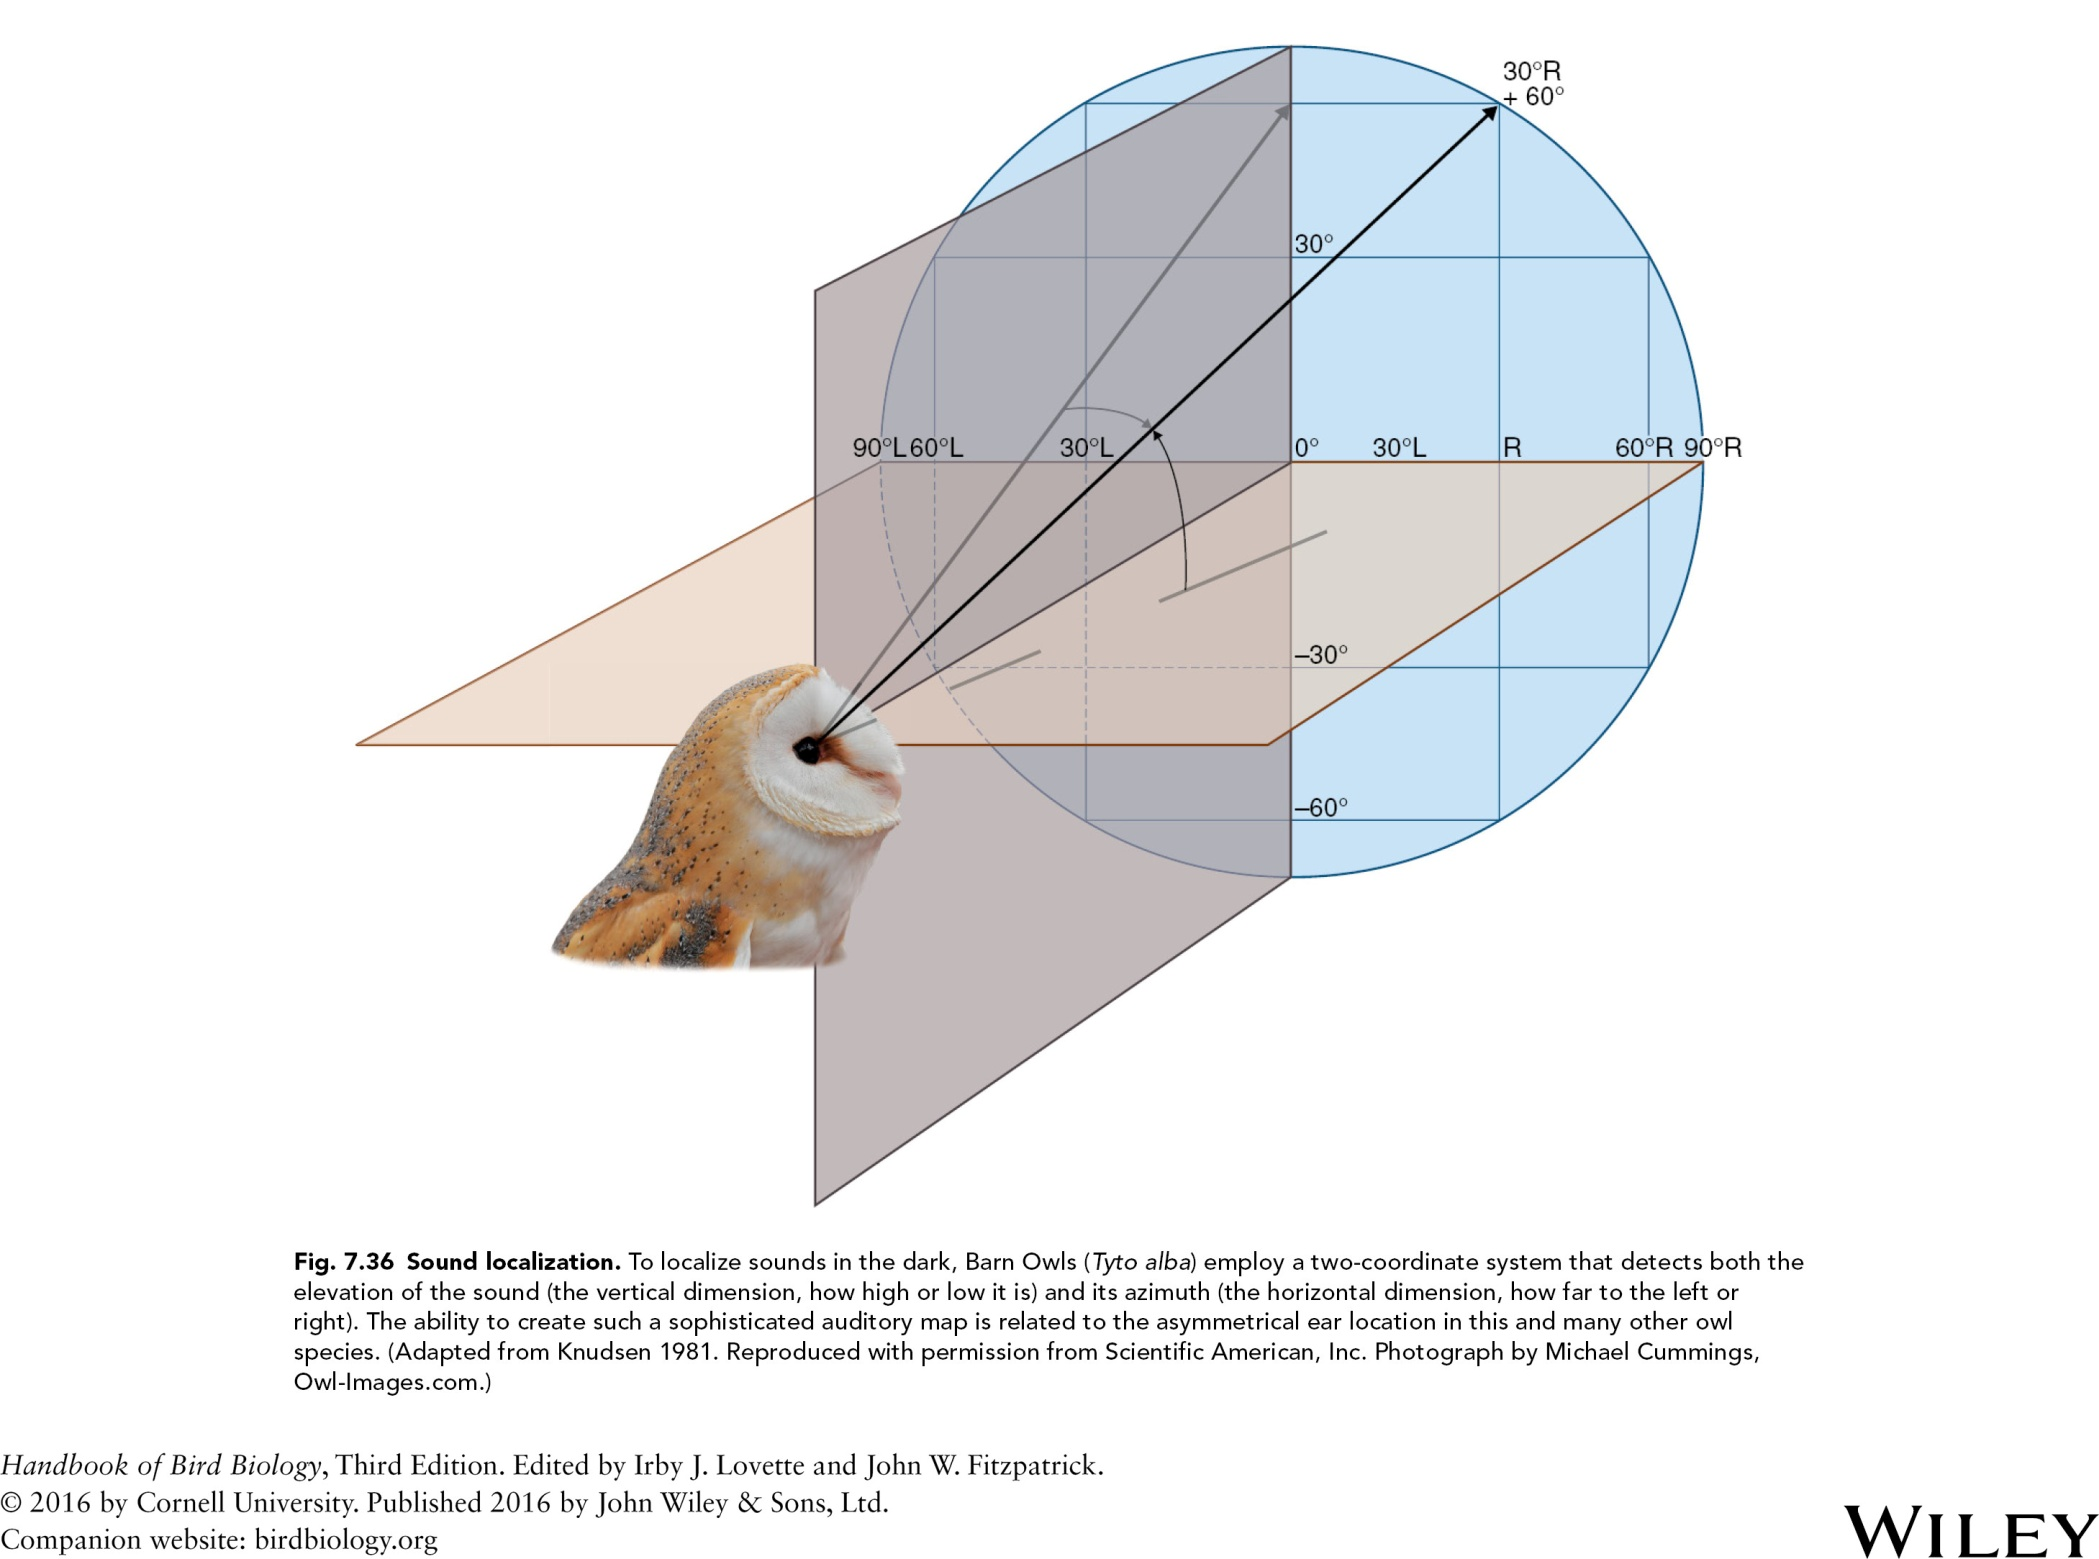 30°R
+ 60°
30°
90°L 60°L 30°L 0° 30°L R 60°R 90°R
–30°
–60°
Fig. 7.36 Sound localization. To localize sounds in the dark, Barn Owls (Tyto alba) employ a two-coordinate system that detects both the
elevation of the sound (the vertical dimension, how high or low it is) and its azimuth (the horizontal dimension, how far to the left or
right). The ability to create such a sophisticated auditory map is related to the asymmetrical ear location in this and many other owl
species. (Adapted from Knudsen 1981. Reproduced with permission from Scientific American, Inc. Photograph by Michael Cummings,
Owl-Images.com.)
Handbook of Bird Biology, Third Edition. Edited by Irby J. Lovette and John W. Fitzpatrick.
© 2016 by Cornell University. Published 2016 by John Wiley & Sons, Ltd.
Companion website: birdbiology.org
WILEY